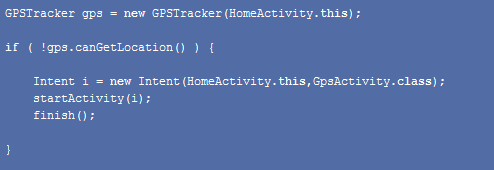 GPSTracker gps = new GPSTracker(HomeActivity.this);
if ( !gps.canGetLocation() ) {
Intent i = new Intent(HomeActivity.this,GpsActivity.class);
startActivity(i);
finish();
}